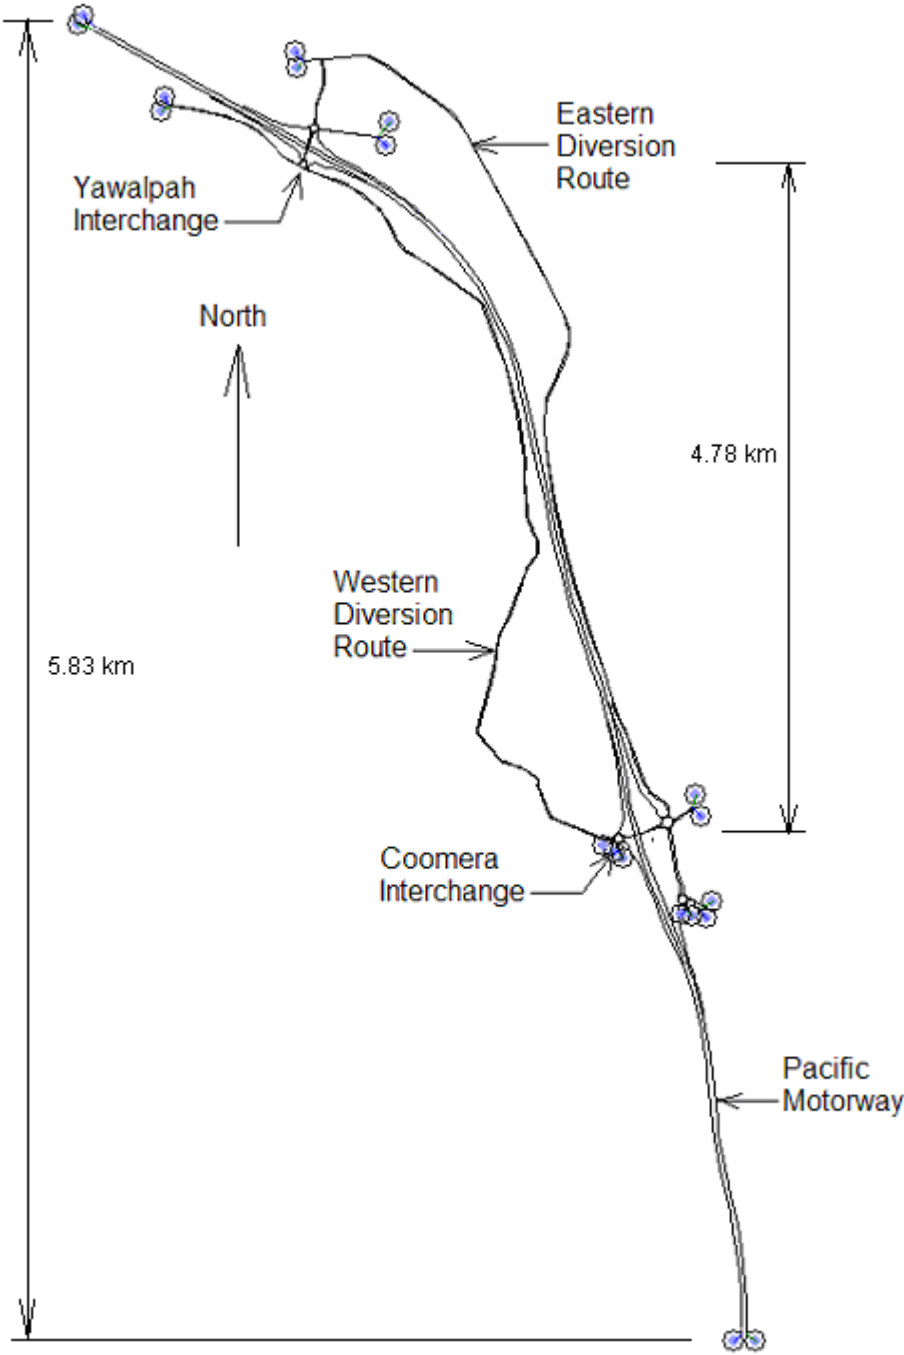 Eastern
Diversion
Route
Yawalpah
Interchange
North
4.78 km
Western
Diversion
Route
5.83 km
Coomera
Interchange
Pacific
Motorway